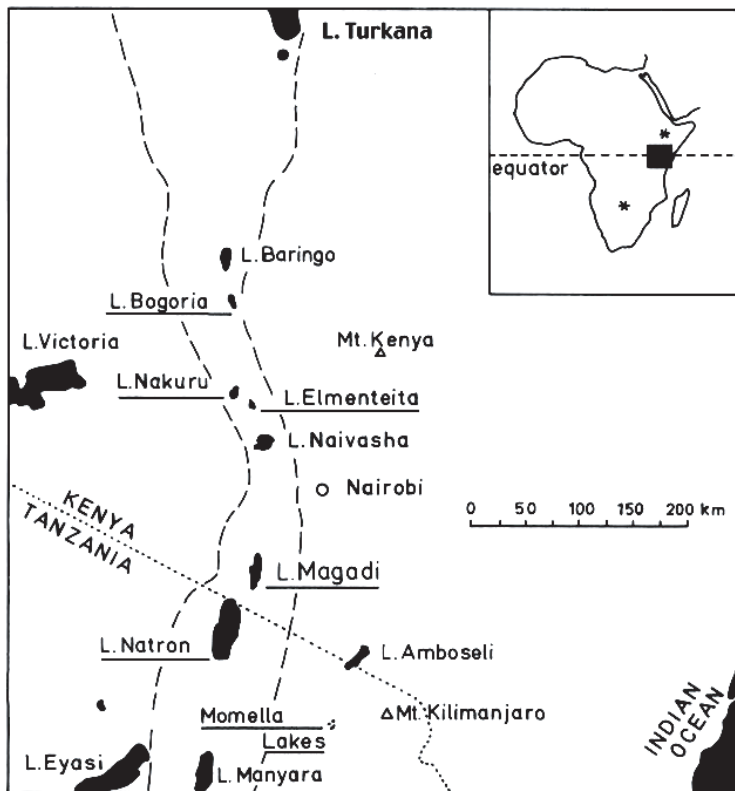 L. Turkana
equator
*
*
L. Baringo
L. Bogoria
L. Victoria
Mt. Kenya
L. Nakuru
L. Elmenteita
L. Naivasha
Nairobi
0 50 100 150 200 km
KENYA
TANZANIA
L. Magadi
L. Natron
L. Amboseli
Momella
Lakes
Mt. Kilimanjaro
INDIAN
OCEAN
L. Eyasi
L. Manyara